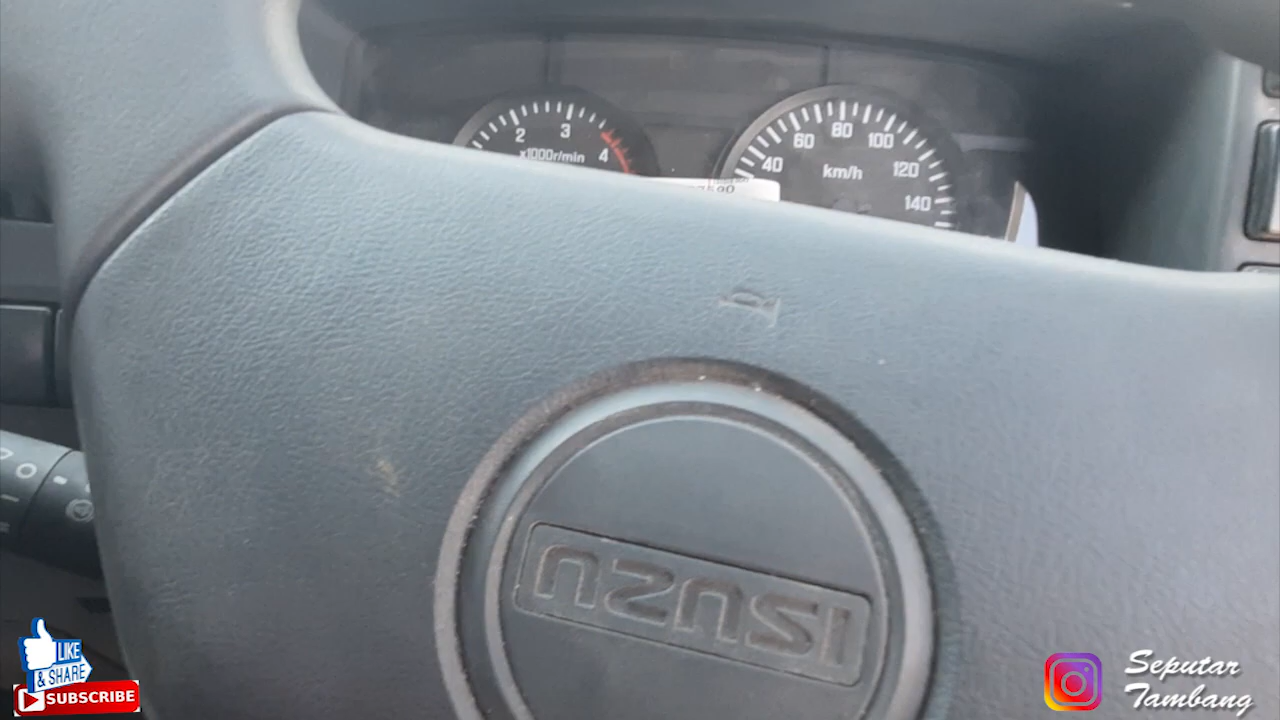 2
3
4
x1000r/min
40
60
80
100
120
140
km/h
ISUZU
LIKE
& SHARE
SUBSCRIBE
Seputar
Tambang